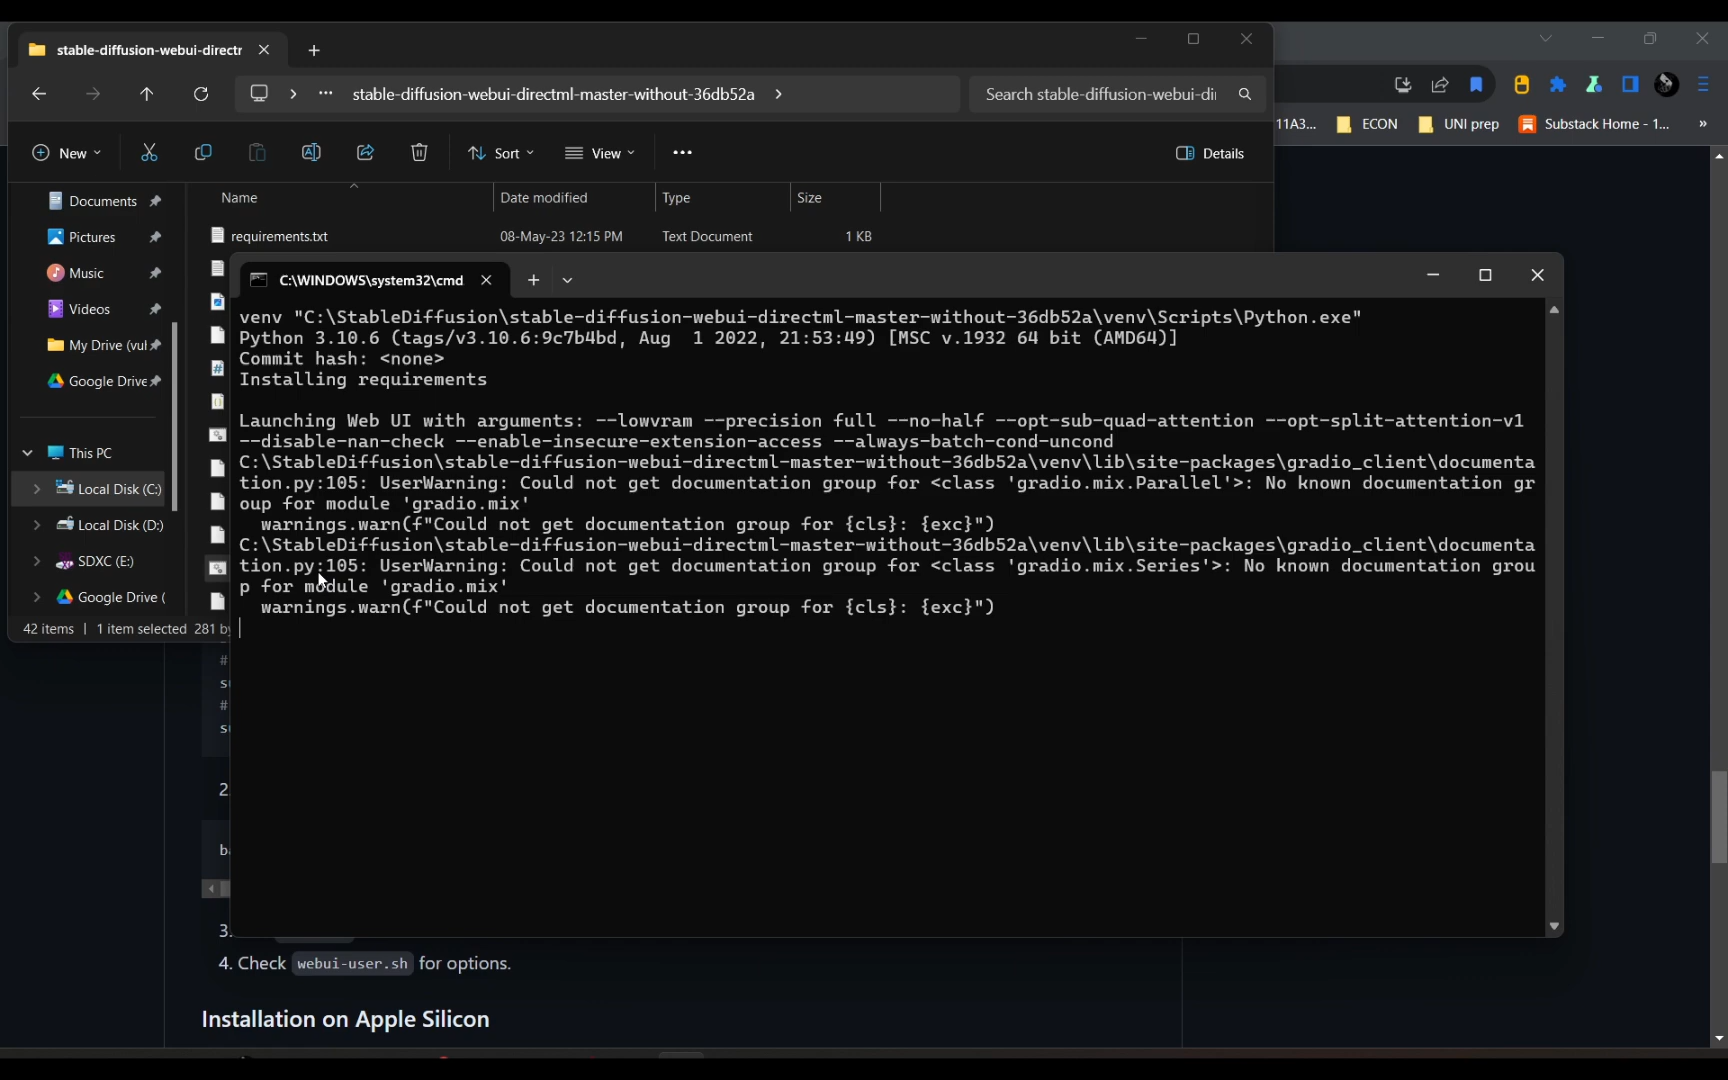 stable-diffusion-webui-directr
stable-diffusion-webui-directml-master-without-36db52a
Search stable-diffusion-webui-di
11A3...
ECON
UNI prep
Substack Home - 1...
»
New
Sort
View
Details
Name
Date modified
Type
Size
Documents
requirements.txt
08-May-23 12:15 PM
Text Document
1 KB
Pictures
Music
Videos
My Drive (vul
Google Drive
This PC
Local Disk (C:)
Local Disk (D:)
SDXC (E:)
Google Drive (
42 items
1 item selected
281 by
C:\WINDOWS\system32\cmd
venv "C:\StableDiffusion\stable-diffusion-webui-directml-master-without-36db52a\venv\Scripts\Python.exe"
Python 3.10.6 (tags/v3.10.6:9c7b4bd, Aug  1 2022, 21:53:49) [MSC v.1932 64 bit (AMD64)]
Commit hash: <none>
Installing requirements
Launching Web UI with arguments: --lowvram --precision full --no-half --opt-sub-quad-attention --opt-split-attention-v1
--disable-nan-check --enable-insecure-extension-access --always-batch-cond-uncond
C:\StableDiffusion\stable-diffusion-webui-directml-master-without-36db52a\venv\lib\site-packages\gradio_client\documenta
tion.py:105: UserWarning: Could not get documentation group for <class 'gradio.mix.Parallel'>: No known documentation gr
oup for module 'gradio.mix'
  warnings.warn(f"Could not get documentation group for {cls}: {exc}")
C:\StableDiffusion\stable-diffusion-webui-directml-master-without-36db52a\venv\lib\site-packages\gradio_client\documenta
tion.py:105: UserWarning: Could not get documentation group for <class 'gradio.mix.Series'>: No known documentation grou
p for module 'gradio.mix'
  warnings.warn(f"Could not get documentation group for {cls}: {exc}")
#
#
2.
3.
4. Check webui-user.sh for options.
Installation on Apple Silicon